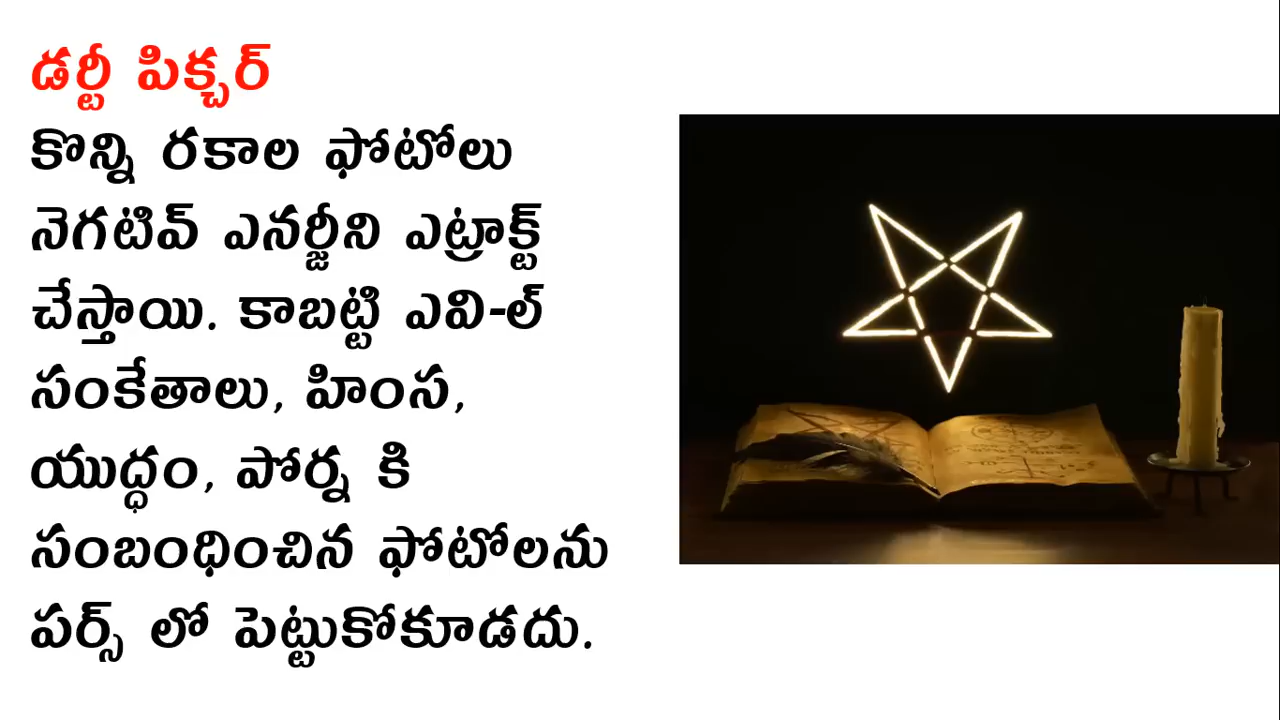 డర్టీ పిక్చర్
కొన్ని రకాల ఫోటోలు
నెగటివ్ ఎనర్జీని ఎట్రాక్ట్
చేస్తాయి. కాబట్టి ఎవి-ల్
సంకేతాలు, హింస,
యుద్ధం, పోర్న కి
సంబంధించిన ఫోటోలను
పర్స్ లో పెట్టుకోకూడదు.